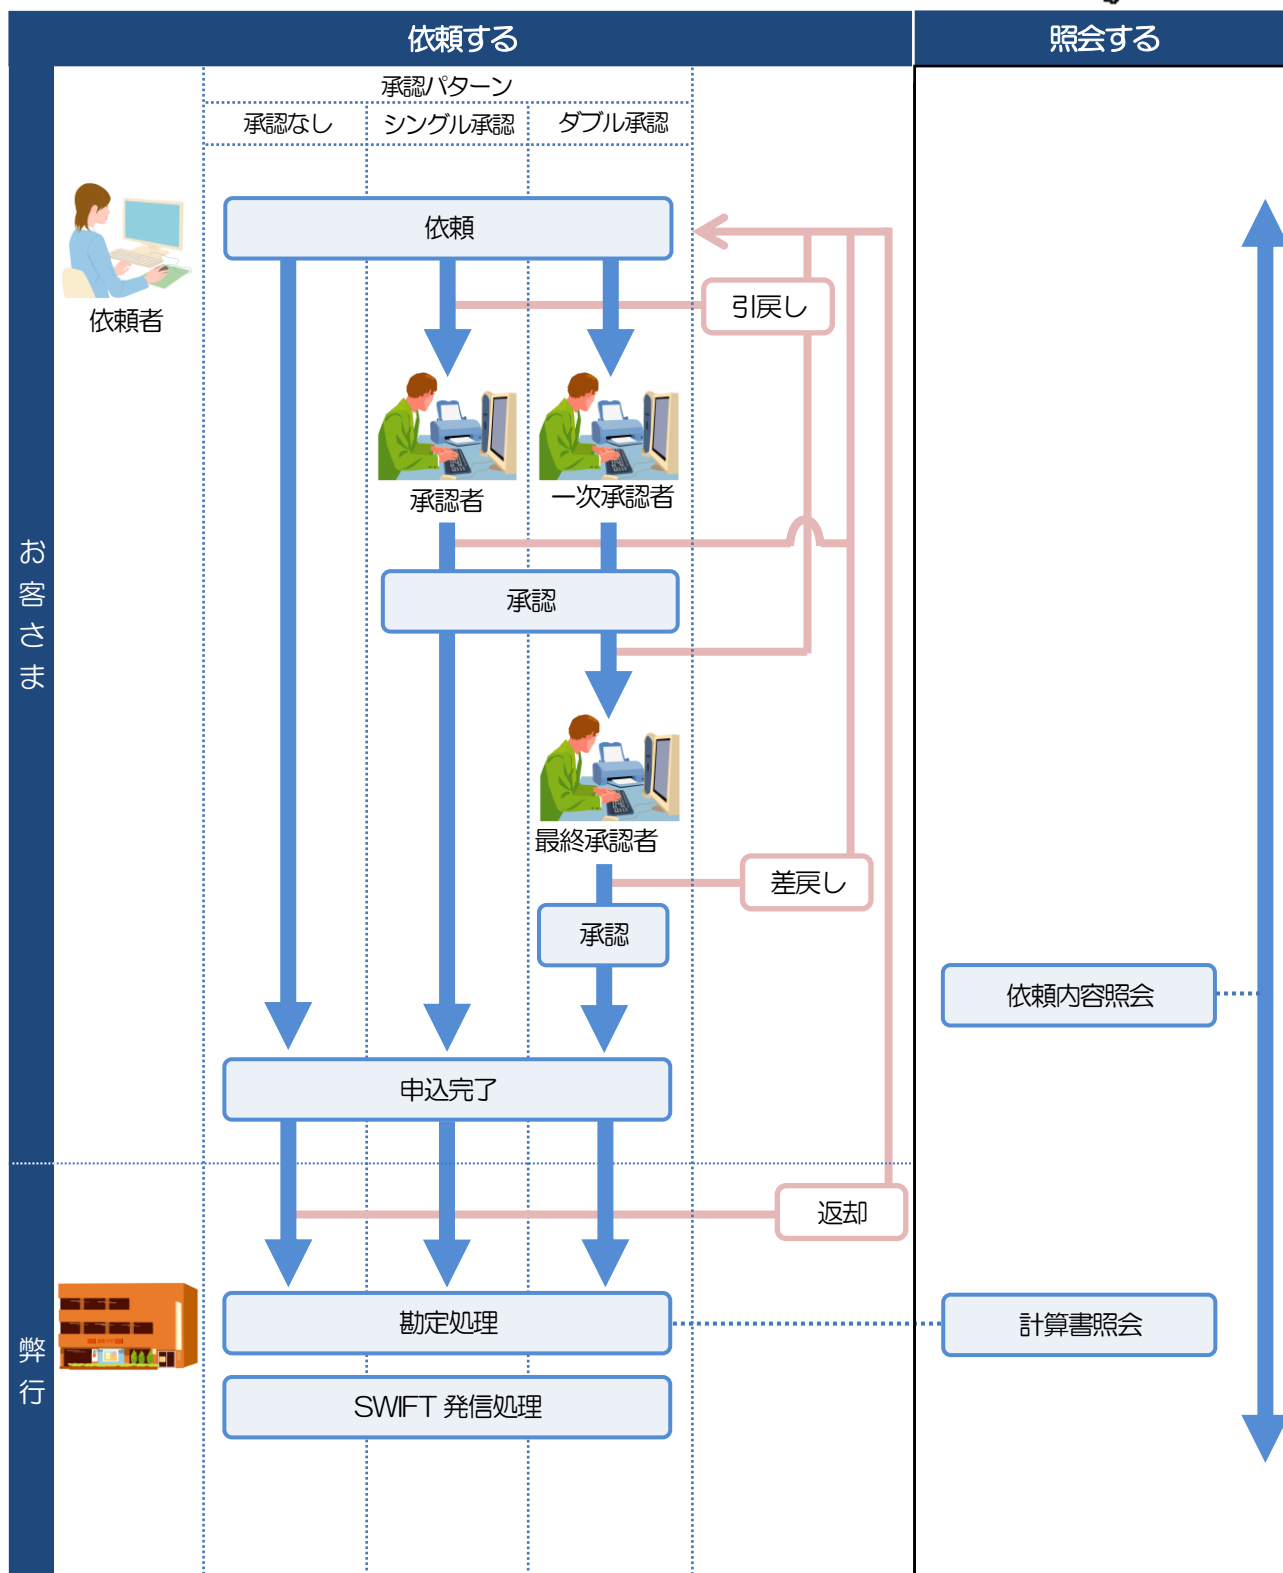 依頼する
照会する
承認パターン
承認なし
シングル承認
ダブル承認
依頼
引戻し
依頼者
承認者
一次承認者
お客さま
承認
最終承認者
差戻し
承認
依頼内容照会
申込完了
返却
勘定処理
計算書照会
弊行
SWIFT 発信処理